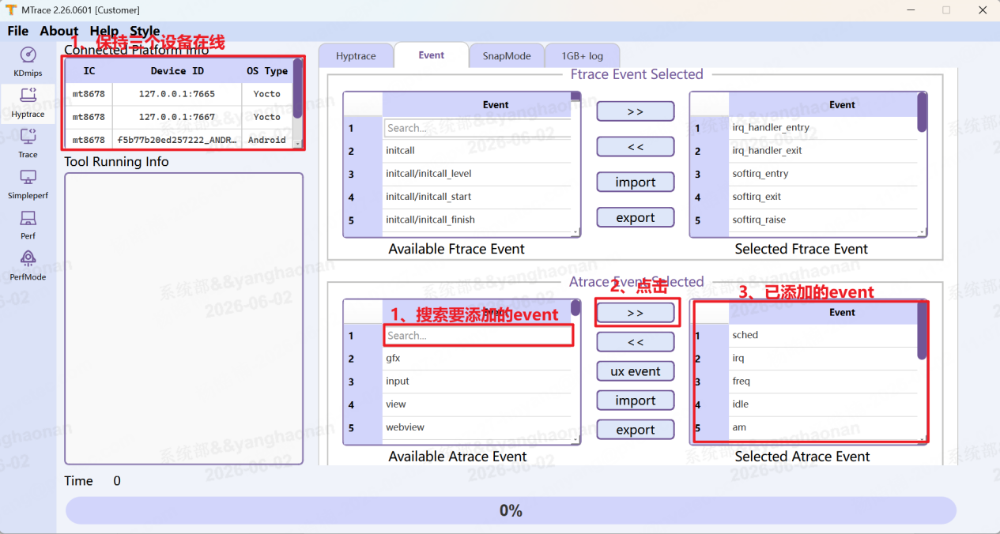 MTrace 2.26.0601 [Customer]
File About Help Style
1、保持三个设备在线
Connected Platform Info
IC Device ID OS Type
mt8678 127.0.0.1:7665 Yocto
mt8678 127.0.0.1:7667 Yocto
mt8678 f5b77b20ed257222_ANDR... Android
Tool Running Info
KDmips
Hyptrace
Trace
Simpleperf
Perf
PerfMode
Hyptrace Event SnapMode 1GB+ log
Ftrace Event Selected
Event
1 Search...
2 initcall
3 initcall/initcall_level
4 initcall/initcall_start
5 initcall/initcall_finish
Available Ftrace Event
>>
<<
import
export
Event
1 irq_handler_entry
2 irq_handler_exit
3 softirq_entry
4 softirq_exit
5 softirq_raise
Selected Ftrace Event
Atrace Event Selected
2、点击
1、搜索要添加的event
3、已添加的event
Event
1 Search...
2 gfx
3 input
4 view
5 webview
Available Atrace Event
>>
<<
ux event
import
export
Event
1 sched
2 irq
3 freq
4 idle
5 am
Selected Atrace Event
Time 0
0%
系统部&&yanghaonan
2026-06-02